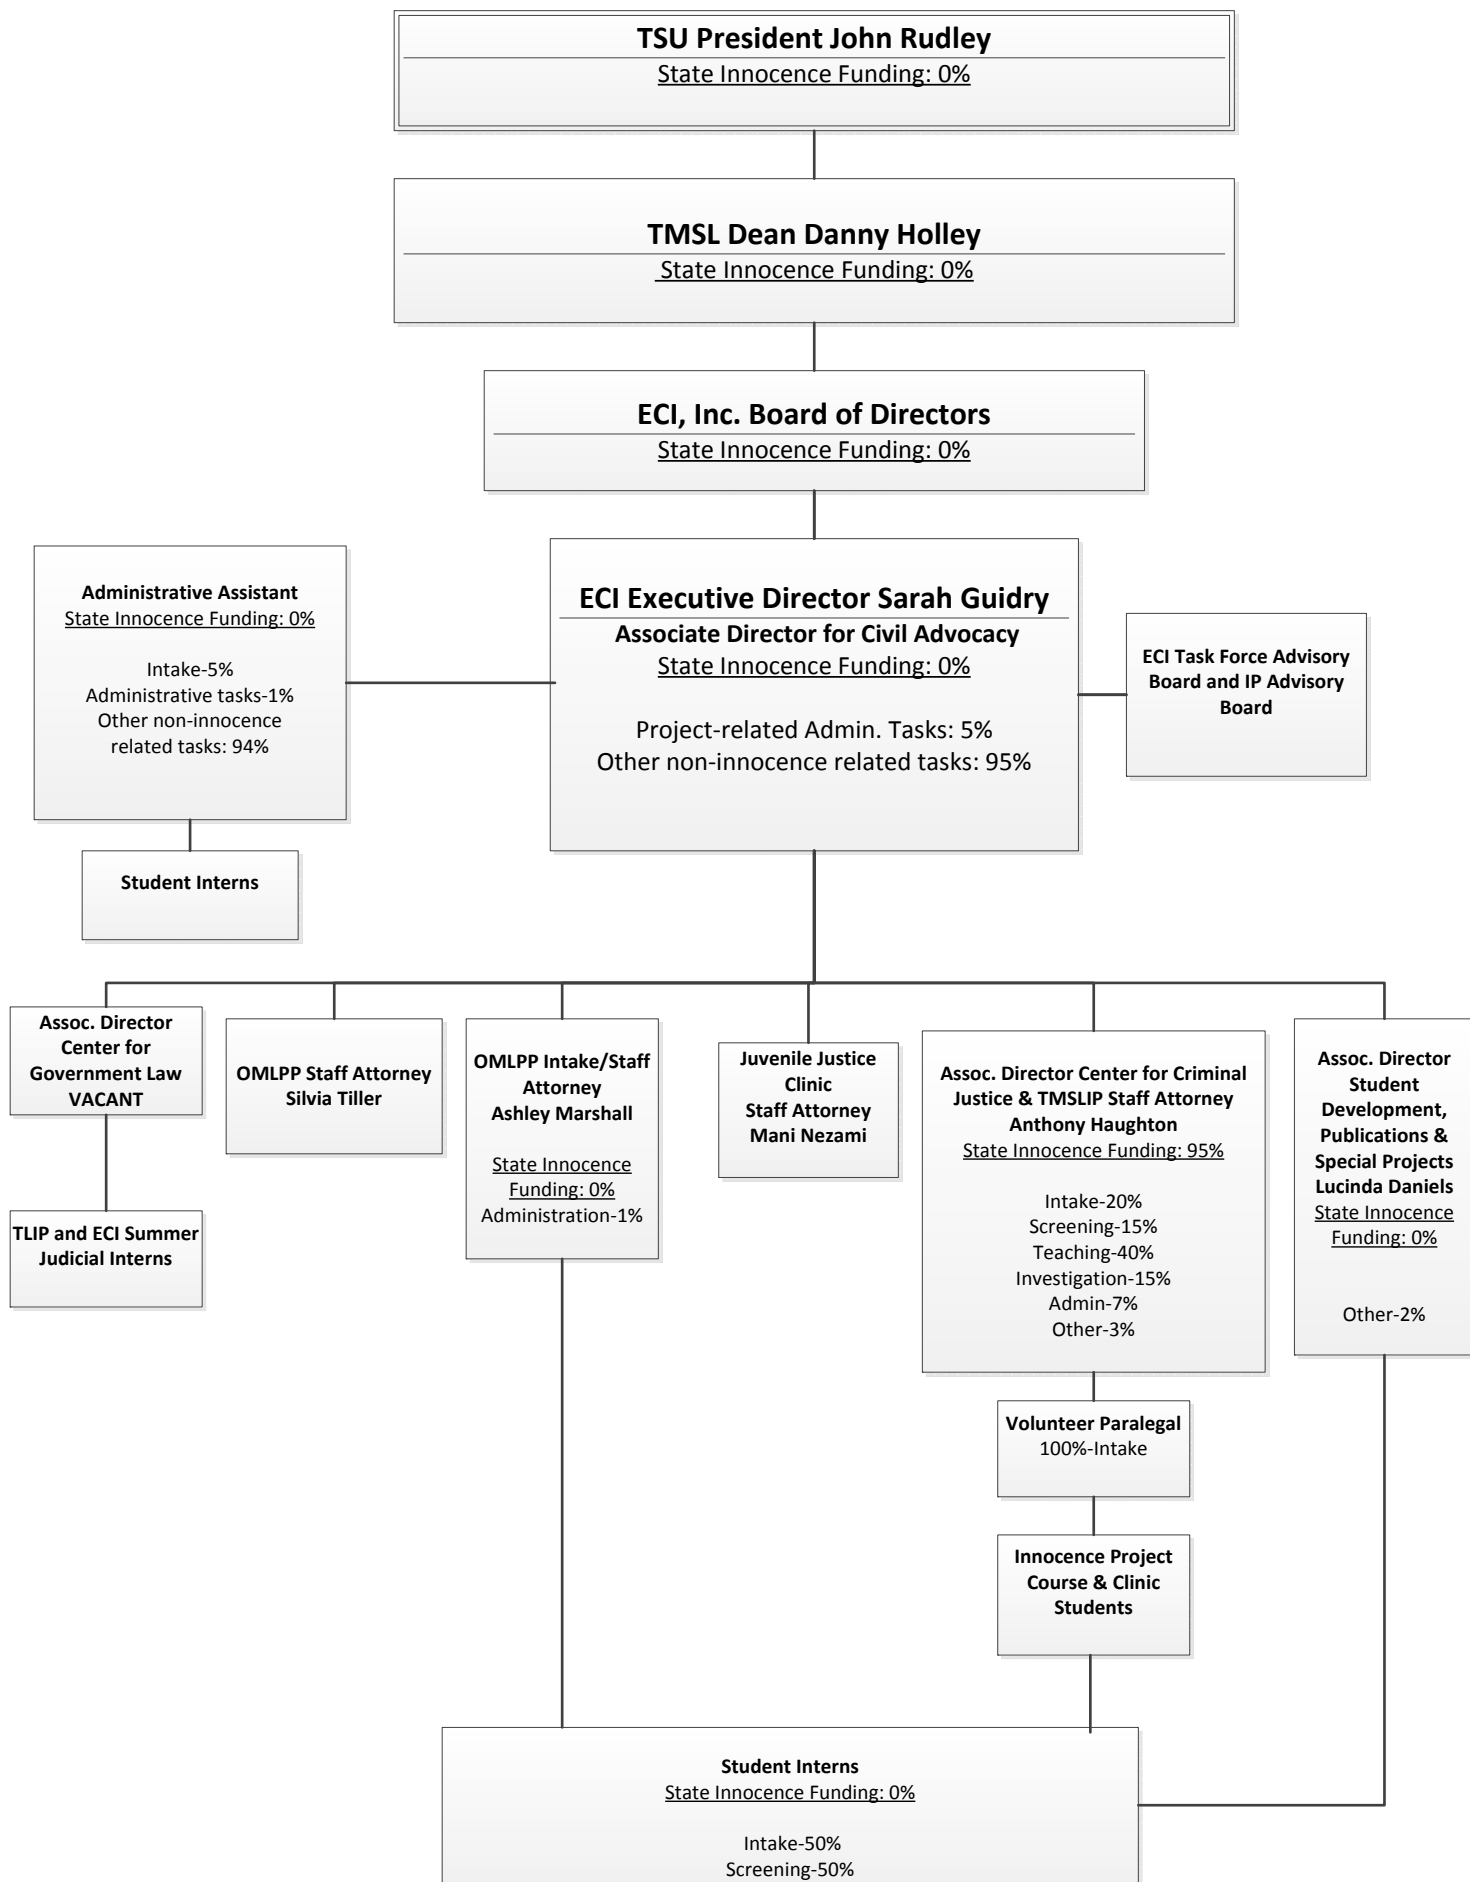 TSU President John Rudley
State Innocence Funding: 0%
TMSL Dean Danny Holley
State Innocence Funding: 0%
ECI, Inc. Board of Directors
State Innocence Funding: 0%
Administrative Assistant
State Innocence Funding: 0%
Intake-5%
Administrative tasks-1%
Other non-innocence
related tasks: 94%
ECI Executive Director Sarah Guidry
Associate Director for Civil Advocacy
State Innocence Funding: 0%
Project-related Admin. Tasks: 5%
Other non-innocence related tasks: 95%
ECI Task Force Advisory
Board and IP Advisory
Board
Student Interns
Assoc. Director
Center for
Government Law
VACANT
OMLPP Staff Attorney
Silvia Tiller
OMLPP Intake/Staff
Attorney
Ashley Marshall
State Innocence
Funding: 0%
Administration-1%
Juvenile Justice
Clinic
Staff Attorney
Mani Nezami
Assoc. Director Center for Criminal
Justice & TMSLIP Staff Attorney
Anthony Haughton
State Innocence Funding: 95%
Intake-20%
Screening-15%
Teaching-40%
Investigation-15%
Admin-7%
Other-3%
Assoc. Director
Student
Development,
Publications &
Special Projects
Lucinda Daniels
State Innocence
Funding: 0%
Other-2%
TLIP and ECI Summer
Judicial Interns
Volunteer Paralegal
100%-Intake
Innocence Project
Course & Clinic
Students
Student Interns
State Innocence Funding: 0%
Intake-50%
Screening-50%